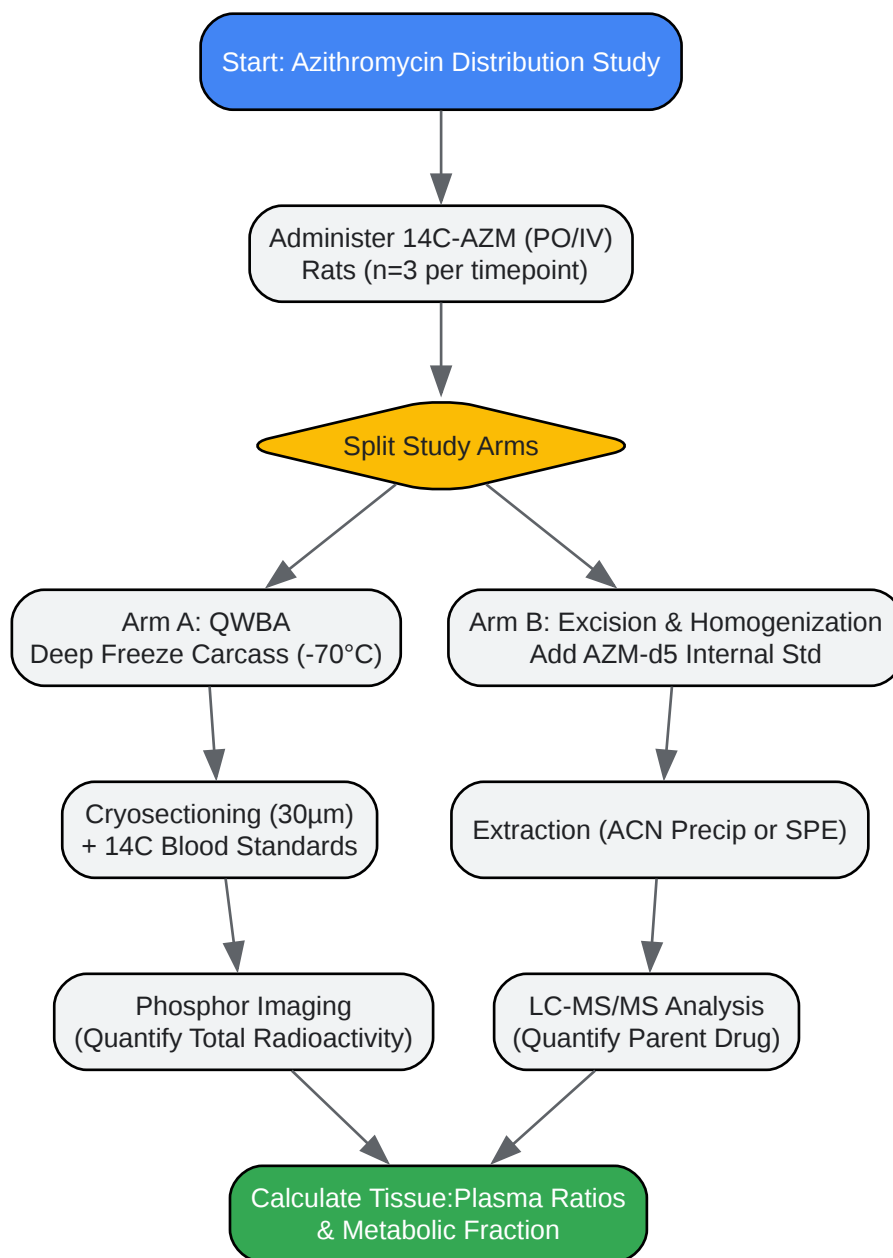 Start: Azithromycin Distribution Study
Administer 14C-AZM (PO/IV)
Rats (n=3 per timepoint)
Split Study Arms
Arm A: QWBA
Deep Freeze Carcass (-70°C)
Arm B: Excision & Homogenization
Add AZM-d5 Internal Std
Cryosectioning (30µm)
+ 14C Blood Standards
Extraction (ACN Precip or SPE)
Phosphor Imaging
(Quantify Total Radioactivity)
LC-MS/MS Analysis
(Quantify Parent Drug)
Calculate Tissue:Plasma Ratios
& Metabolic Fraction